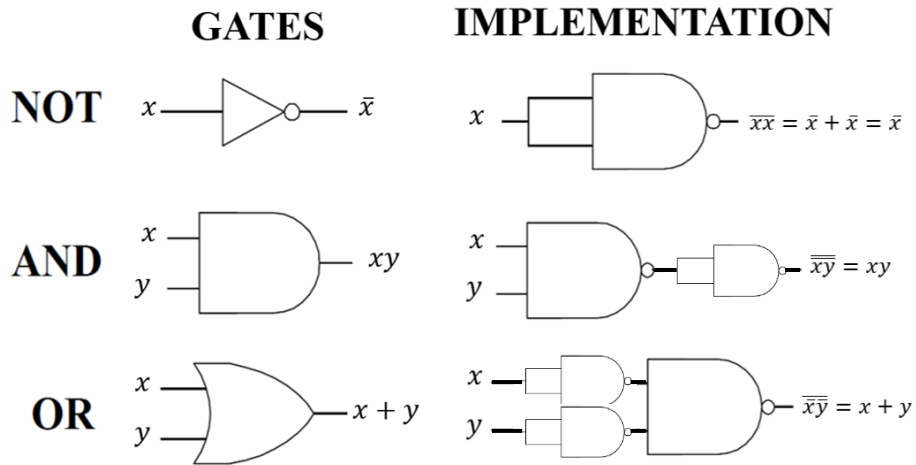 GATES IMPLEMENTATION
NOT x x̄ x x̅x̅ = x̄ + x̄ = x̄
AND x y xy x y x̿y̿ = xy
OR x y x + y x y x̿y̿ = x + y